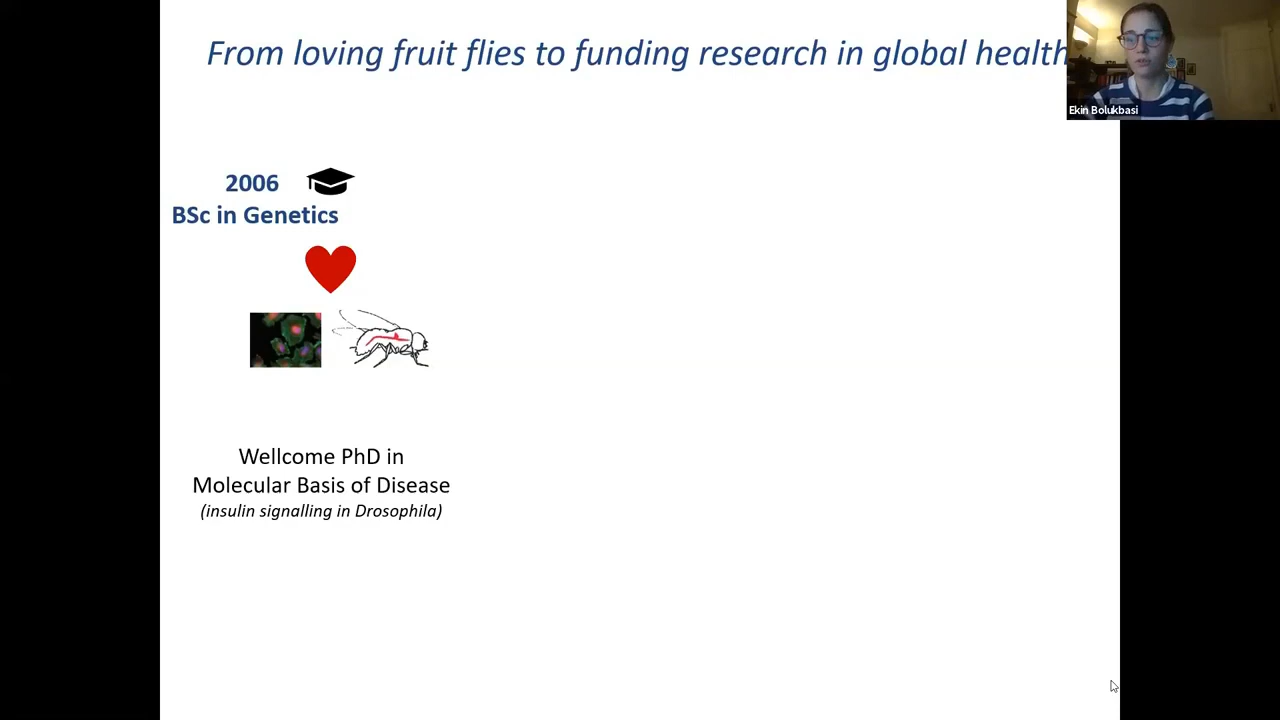 From loving fruit flies to funding research in global health
Ekin Bolukbasi
2006
BSc in Genetics
Wellcome PhD in
Molecular Basis of Disease
(insulin signalling in Drosophila)